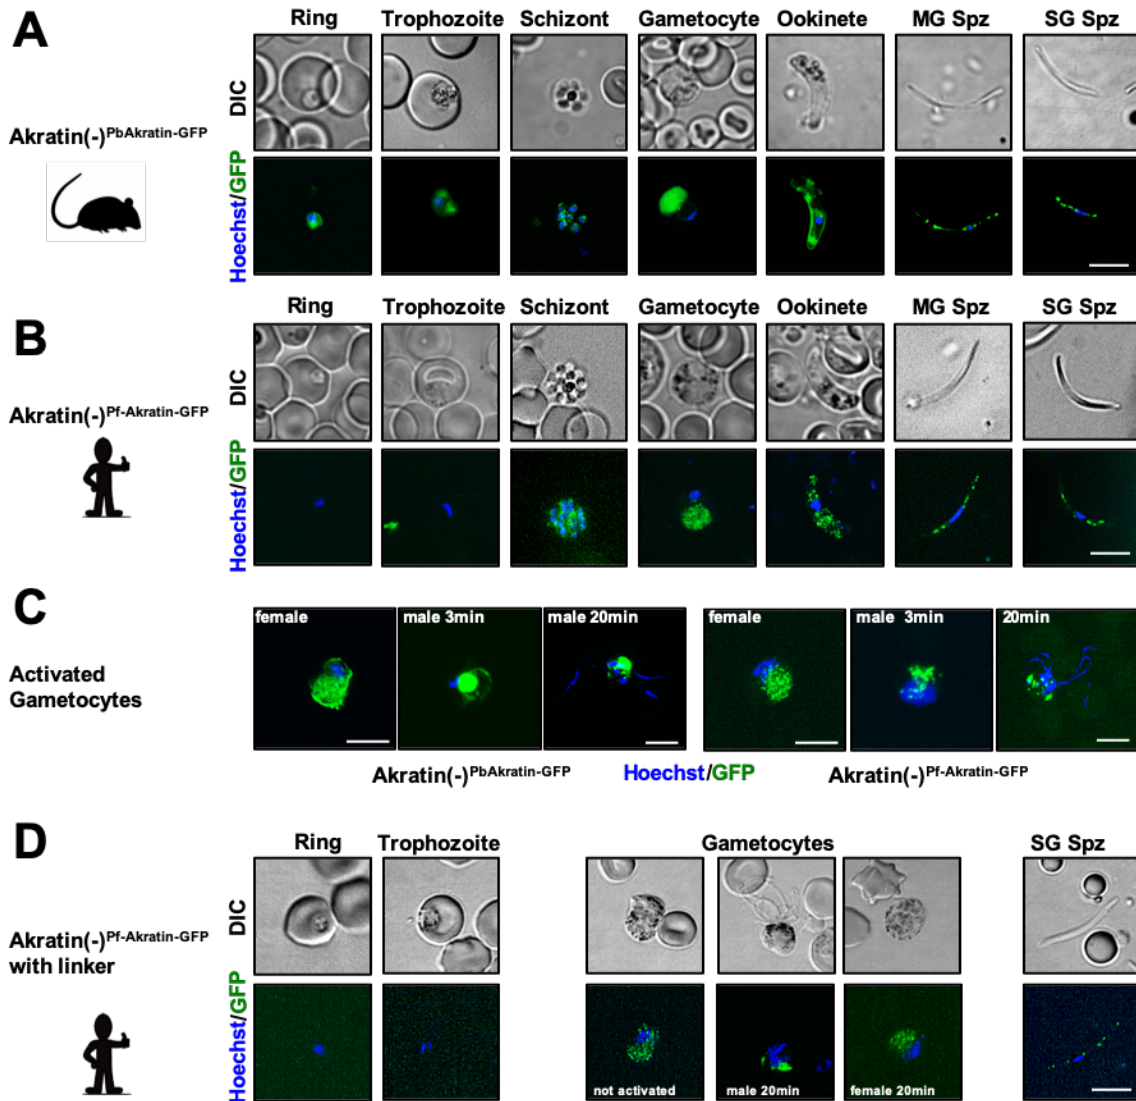 A
Ring Trophozoite Schizont Gametocyte Ookinete MG Spz SG Spz
DIC
Akratin(-)PbAkratin-GFP
Hoechst/GFP
B
Ring Trophozoite Schizont Gametocyte Ookinete MG Spz SG Spz
DIC
Akratin(-)Pf-Akratin-GFP
Hoechst/GFP
C
female male 3min male 20min female male 3min 20min
Activated
Gametocytes
Akratin(-)PbAkratin-GFP Hoechst/GFP Akratin(-)Pf-Akratin-GFP
D
Ring Trophozoite Gametocytes SG Spz
DIC
Akratin(-)Pf-Akratin-GFP
with linker
Hoechst/GFP
not activated male 20min female 20min